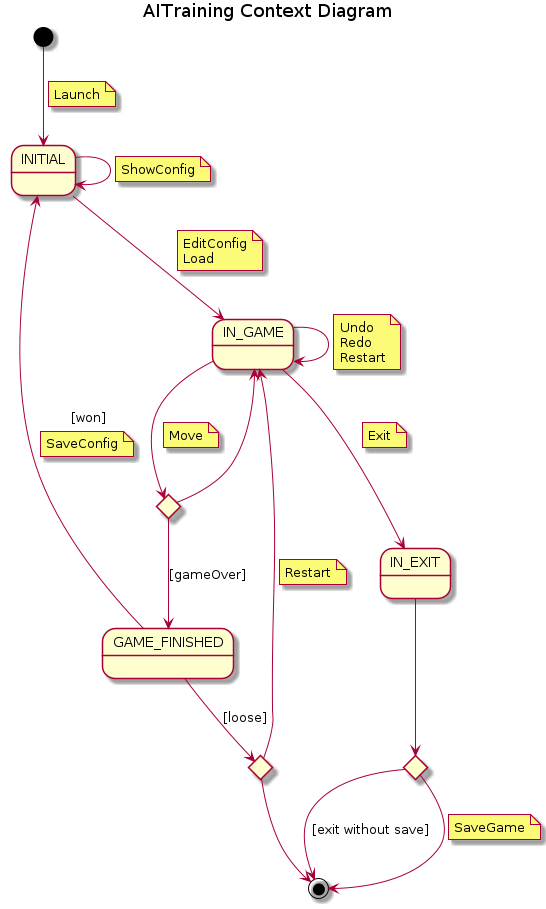 AITraining Context Diagram
Launch
INITIAL
ShowConfig
EditConfig
Load
IN_GAME
Undo
Redo
Restart
[won]
SaveConfig
Move
Exit
IN_EXIT
[gameOver]
Restart
GAME_FINISHED
[loose]
[exit without save]
SaveGame